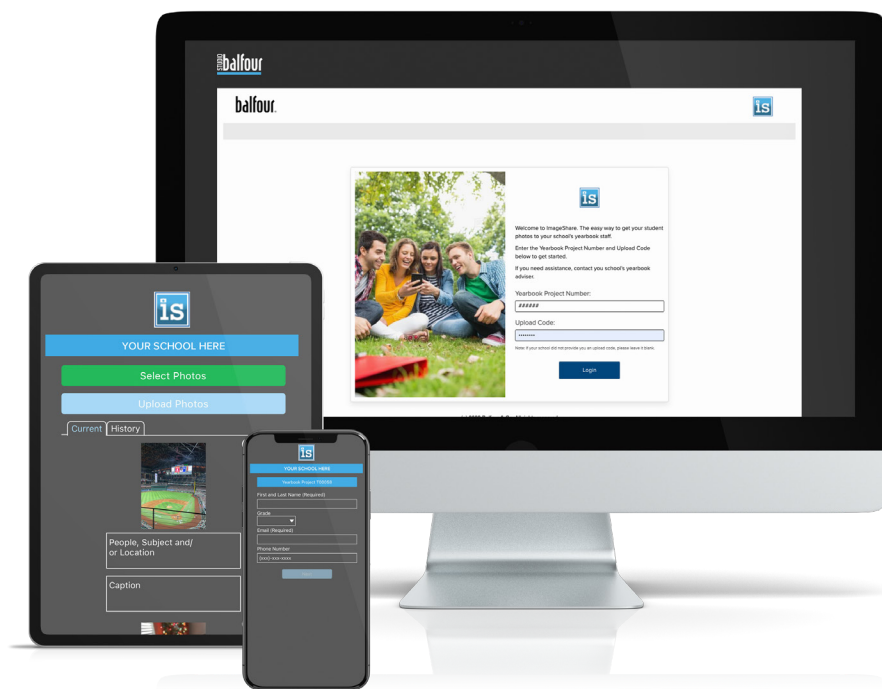 STUDIO
balfour
balfour.
is
is
Welcome to ImageShare. The easy way to get your student
photos to your school's yearbook staff.
Enter the Yearbook Project Number and Upload Code
below to get started.
If you need assistance, contact you school's yearbook
adviser.
Yearbook Project Number:
######
Upload Code:
••••••••
Note: If your school did not provide you an upload code, please leave it blank.
Login
is
YOUR SCHOOL HERE
Select Photos
Upload Photos
Current
History
People, Subject and/
or Location
Caption
is
YOUR SCHOOL HERE
First and Last Name (Required)
Grade
Email (Required)
Phone Number
(xxx)-xxx-xxxx